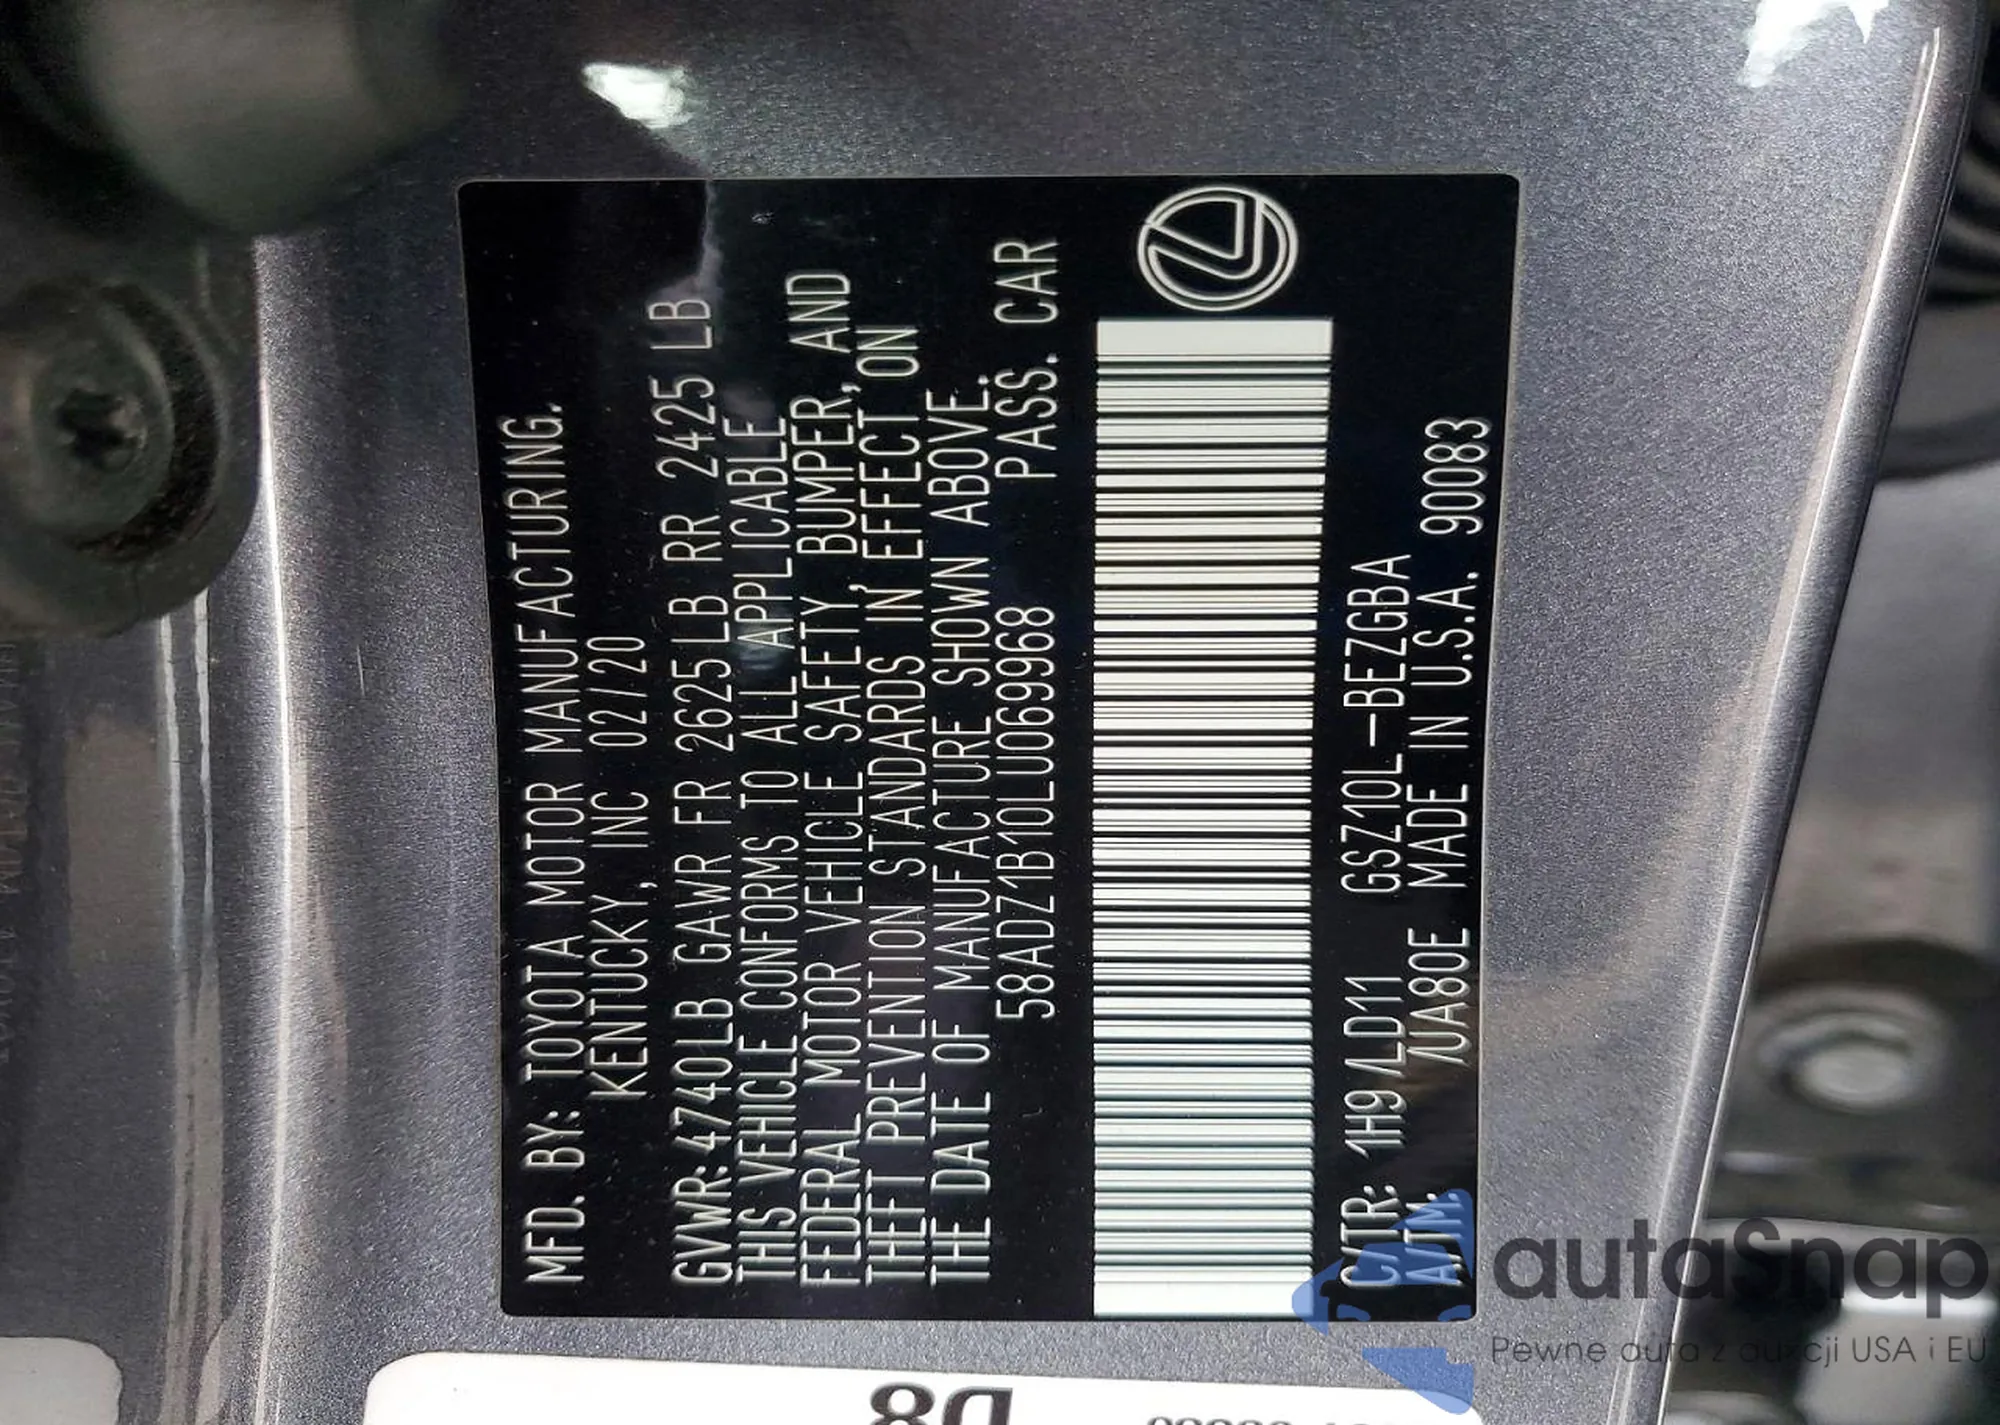 MFD. BY: TOYOTA MOTOR MANUFACTURING.
KENTUCKY, INC 02/20
GVWR:4740LB GAWR FR 2625LB RR 2425 LB
THIS VEHICLE CONFORMS TO ALL APPLICABLE
FEDERAL MOTOR VEHICLE SAFETY, BUMPER, AND
THEFT PREVENTION STANDARDS IN EFFECT ON
THE DATE OF MANUFACTURE SHOWN ABOVE.
58ADZ1B10LU069968 PASS. CAR
C/TR: 1H9/LD11 GSZ10L-BEZGBA
A/TM: /UA80E MADE IN U.S.A. 90083
D8
autaSnap
Pewne auta z aukcji USA i EU